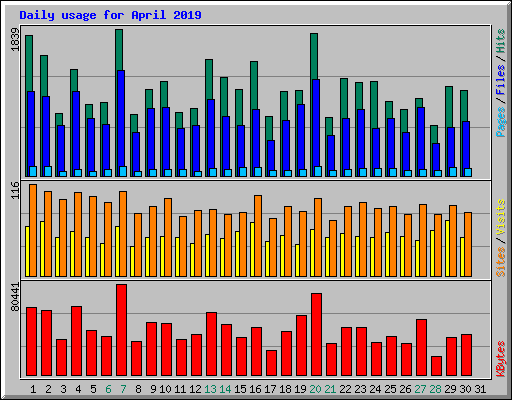 Daily usage for April 2019
1839
Pages / Files / Hits
116
Sites / Visits
80441
KBytes
1 2 3 4 5 6 7 8 9 10 11 12 13 14 15 16 17 18 19 20 21 22 23 24 25 26 27 28 29 30 31